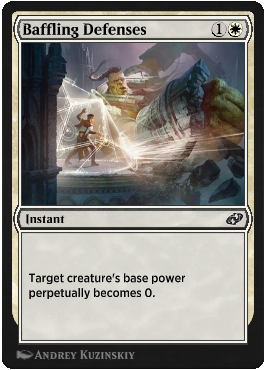 Baffling Defenses 1
Instant
Target creature's base power
perpetually becomes 0.
ANDREY KUZINSKIY